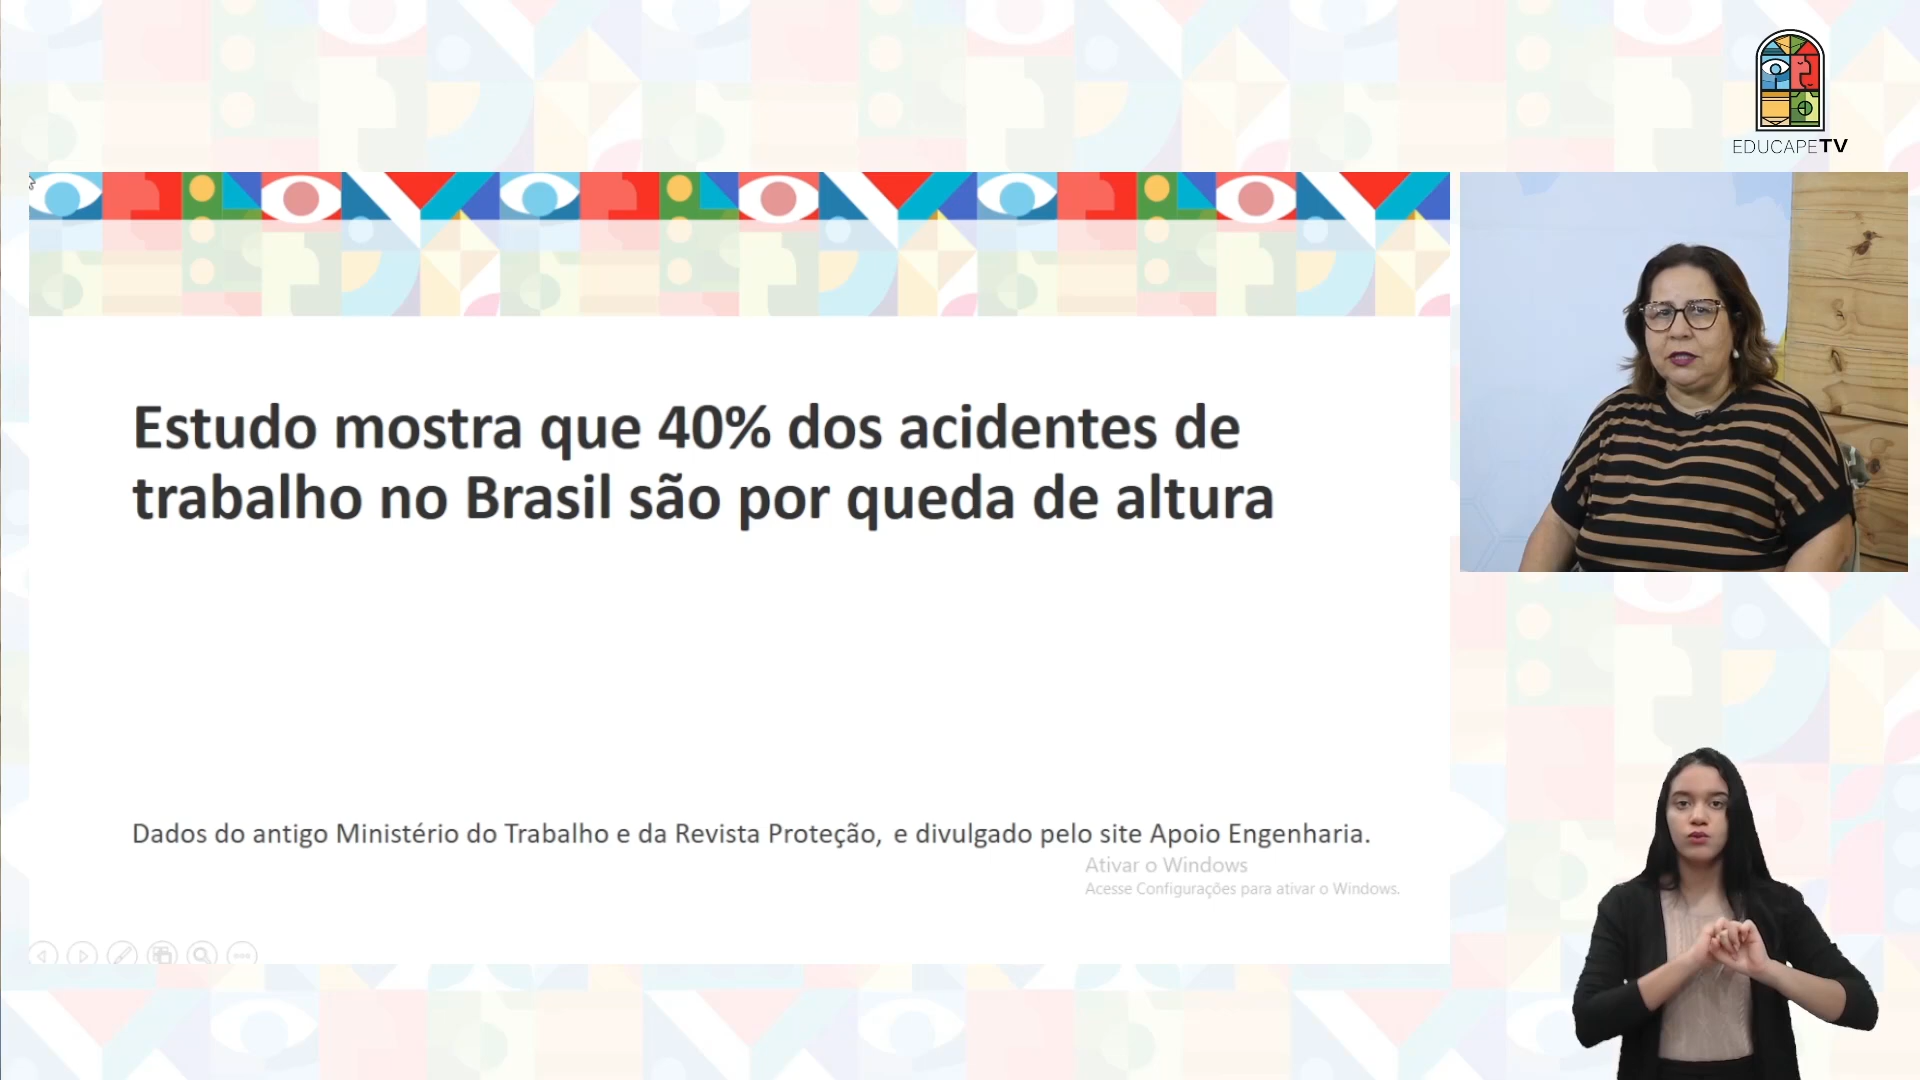 EDUCAPETV
Estudo mostra que 40% dos acidentes de
trabalho no Brasil são por queda de altura
Dados do antigo Ministério do Trabalho e da Revista Proteção, e divulgado pelo site Apoio Engenharia.
Ativar o Windows
Acesse Configurações para ativar o Windows.